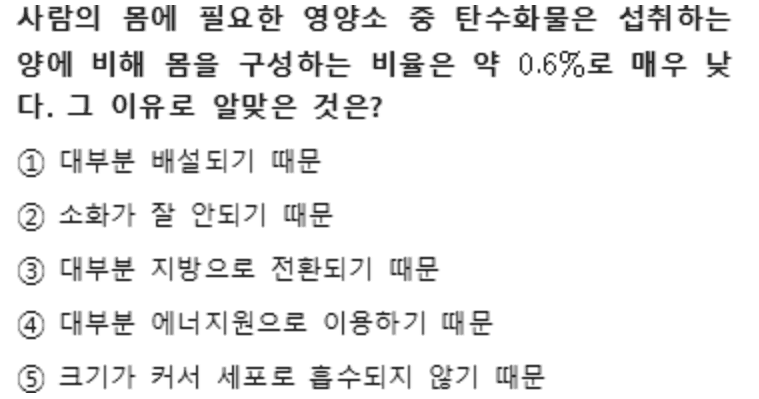 사람의 몸에 필요한 영양소 중 탄수화물은 섭취하는
양에 비해 몸을 구성하는 비율은 약 0.6%로 매우 낮
다. 그 이유로 알맞은 것은?
① 대부분 배설되기 때문
② 소화가 잘 안되기 때문
③ 대부분 지방으로 전환되기 때문
④ 대부분 에너지원으로 이용하기 때문
⑤ 크기가 커서 세포로 흡수되지 않기 때문